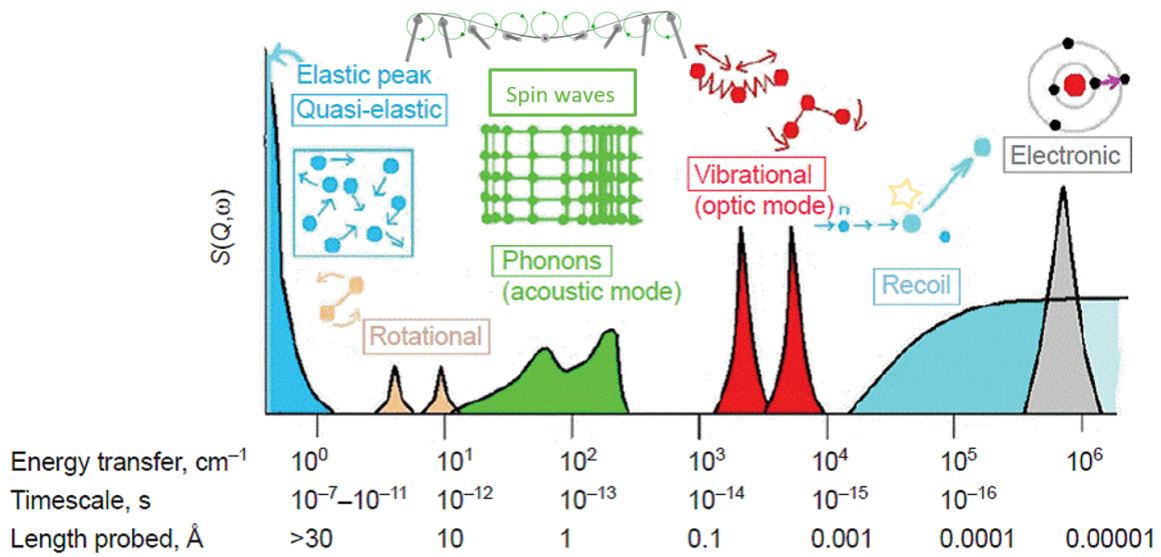 Elastic peaк
Quasi-elastic
Spin waves
Vibrational
(optic mode)
n
Electronic
S(Q,ω)
Phonons
(acoustic mode)
Recoil
Rotational
Energy transfer, cm⁻¹ 10⁰ 10¹ 10² 10³ 10⁴ 10⁵ 10⁶
Timescale, s 10⁻⁷–10⁻¹¹ 10⁻¹² 10⁻¹³ 10⁻¹⁴ 10⁻¹⁵ 10⁻¹⁶
Length probed, Å >30 10 1 0.1 0.001 0.0001 0.00001